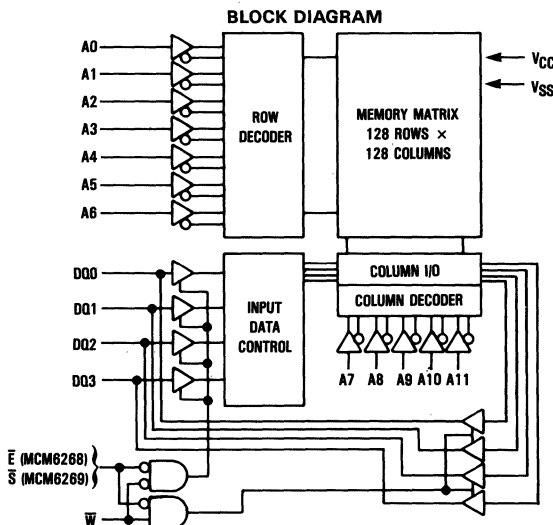 BLOCK DIAGRAM
A0
A1
A2
A3
A4
A5
A6
ROW
DECODER
MEMORY MATRIX
128 ROWS ×
128 COLUMNS
VCC
VSS
DQ0
DQ1
DQ2
DQ3
INPUT
DATA
CONTROL
COLUMN I/O
COLUMN DECODER
A7 A8 A9 A10 A11
E̅ (MCM6268)
S̅ (MCM6269)
W̅